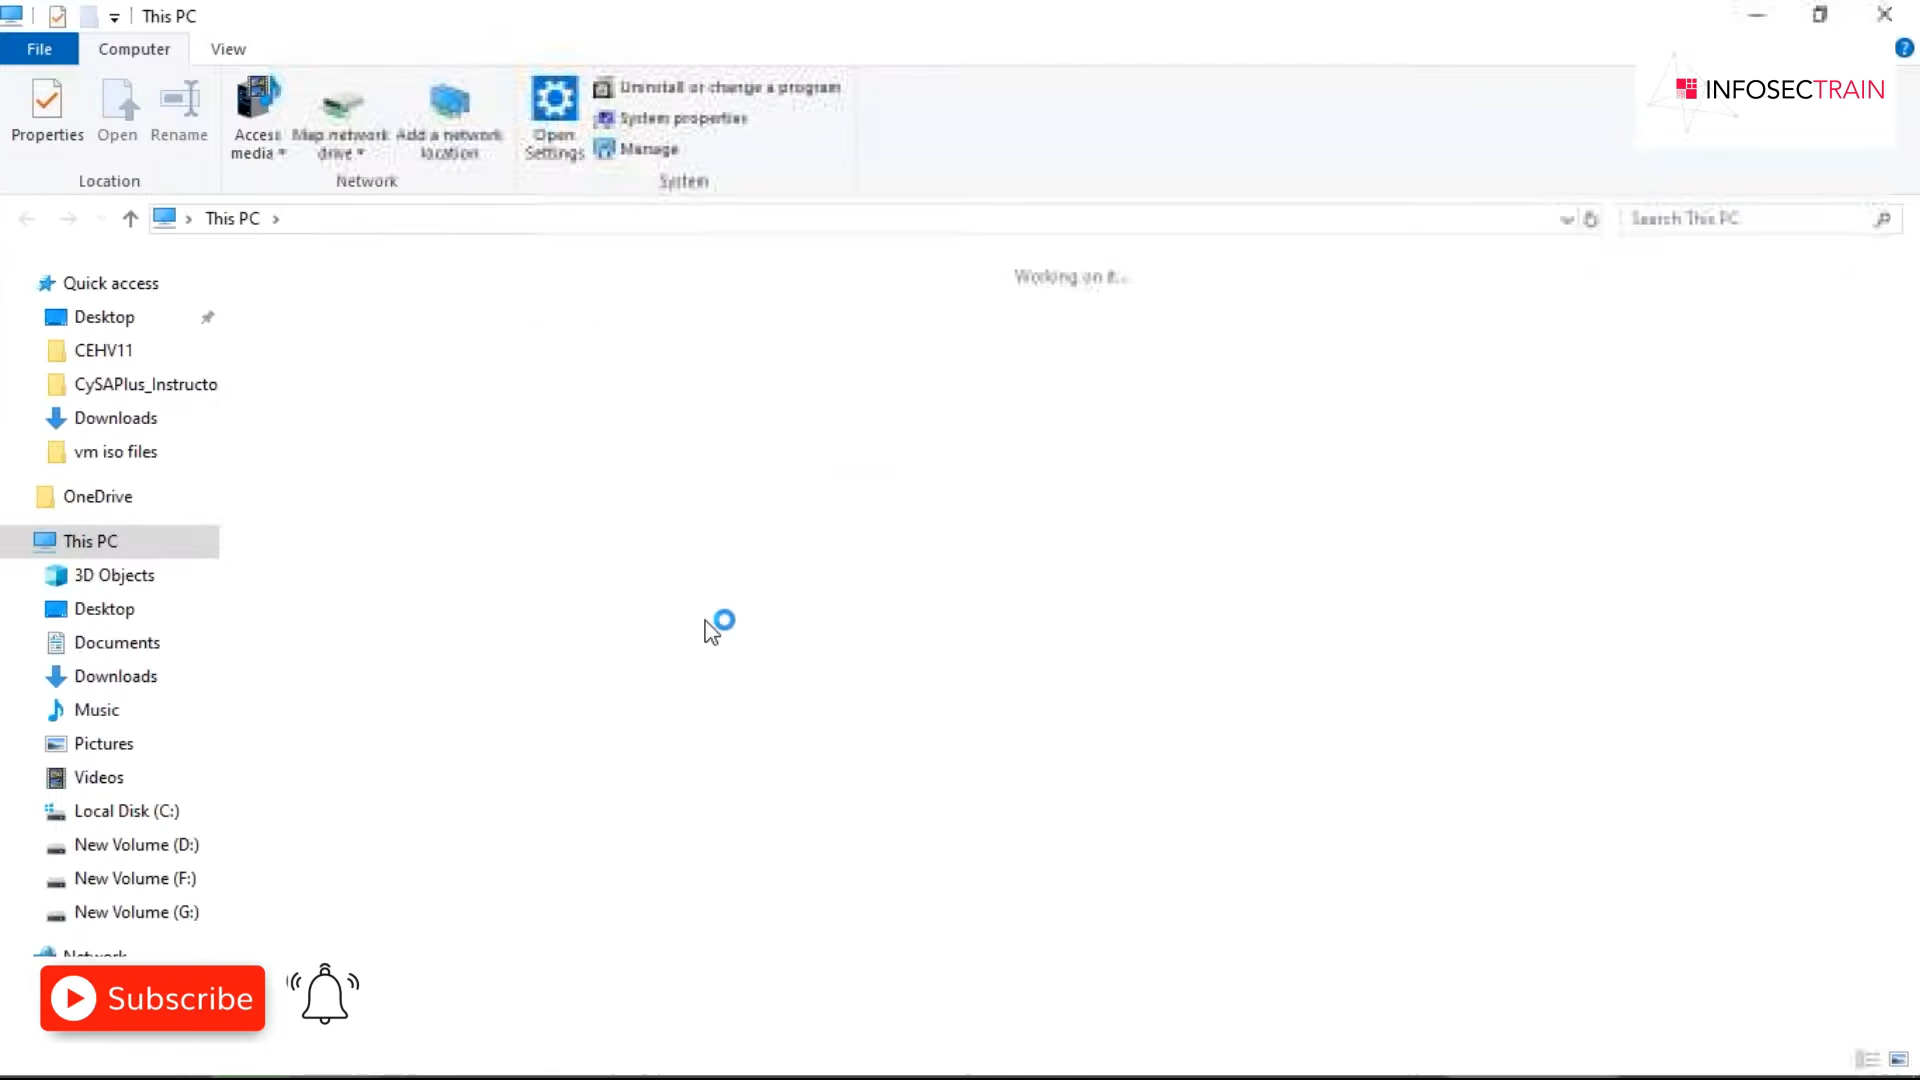 This PC
File Computer View
INFOSECTRAIN
Uninstall or change a program
System properties
Manage
Properties Open Rename
Access media
Map network drive
Add a network location
Open Settings
Location Network System
This PC
Search This PC
Working on it...
Quick access
Desktop
CEHV11
CySAPlus_Instructo
Downloads
vm iso files
OneDrive
This PC
3D Objects
Desktop
Documents
Downloads
Music
Pictures
Videos
Local Disk (C:)
New Volume (D:)
New Volume (F:)
New Volume (G:)
Network
Subscribe